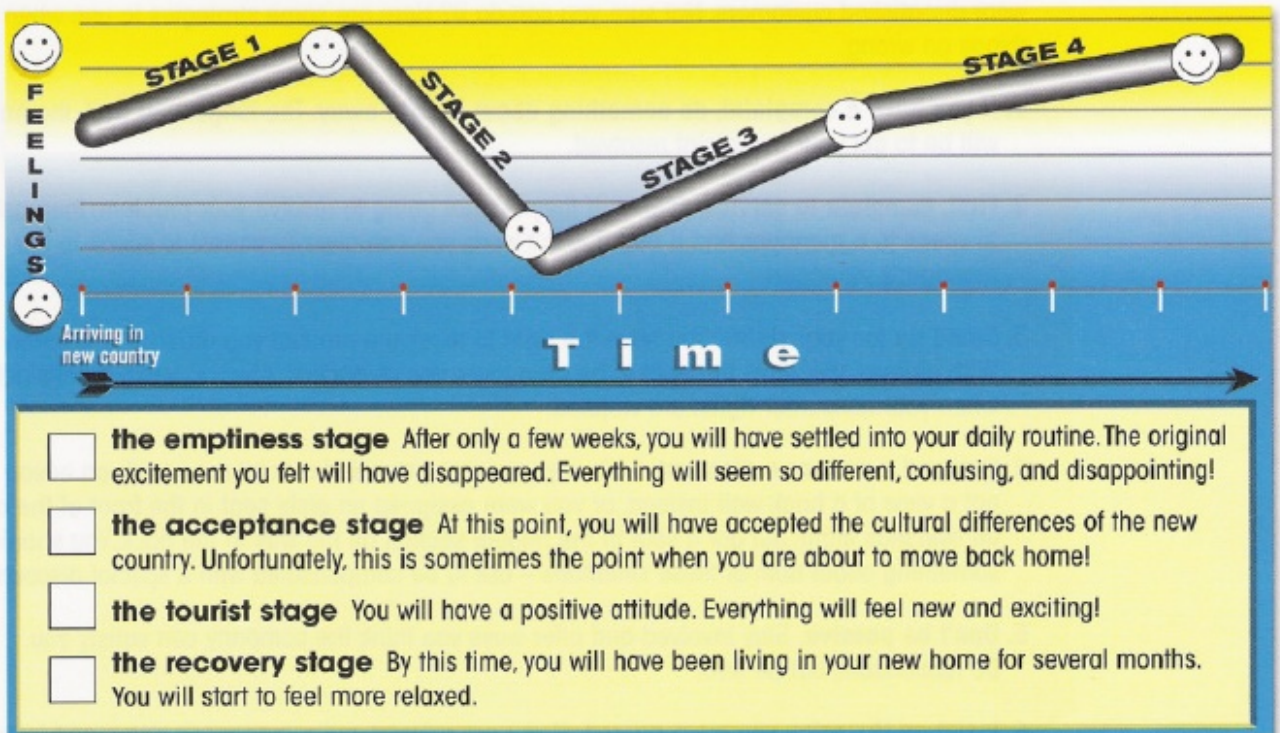 STAGE 1
STAGE 2
STAGE 3
STAGE 4
FEELINGS
Arriving in
new country
Time
the emptiness stage After only a few weeks, you will have settled into your daily routine. The original
excitement you felt will have disappeared. Everything will seem so different, confusing, and disappointing!
the acceptance stage At this point, you will have accepted the cultural differences of the new
country. Unfortunately, this is sometimes the point when you are about to move back home!
the tourist stage You will have a positive attitude. Everything will feel new and exciting!
the recovery stage By this time, you will have been living in your new home for several months.
You will start to feel more relaxed.